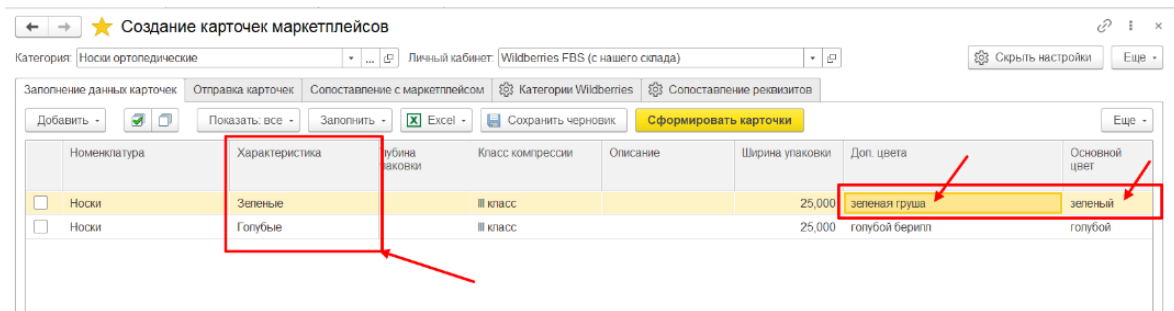 Создание карточек маркетплейсов
Категория: Носки ортопедические ... Личный кабинет: Wildberries FBS (с нашего склада) Скрыть настройки Еще
Заполнение данных карточек Отправка карточек Сопоставление с маркетплейсом Категории Wildberries Сопоставление реквизитов
Добавить Показать: все Заполнить Excel Сохранить черновик Сформировать карточки Еще
Номенклатура Характеристика Класс компрессии Описание Ширина упаковки Доп. цвета Основной
цвет
Носки Зеленые III класс 25,000 зеленая груша зеленый
Носки Голубые III класс 25,000 голубой берилл голубой